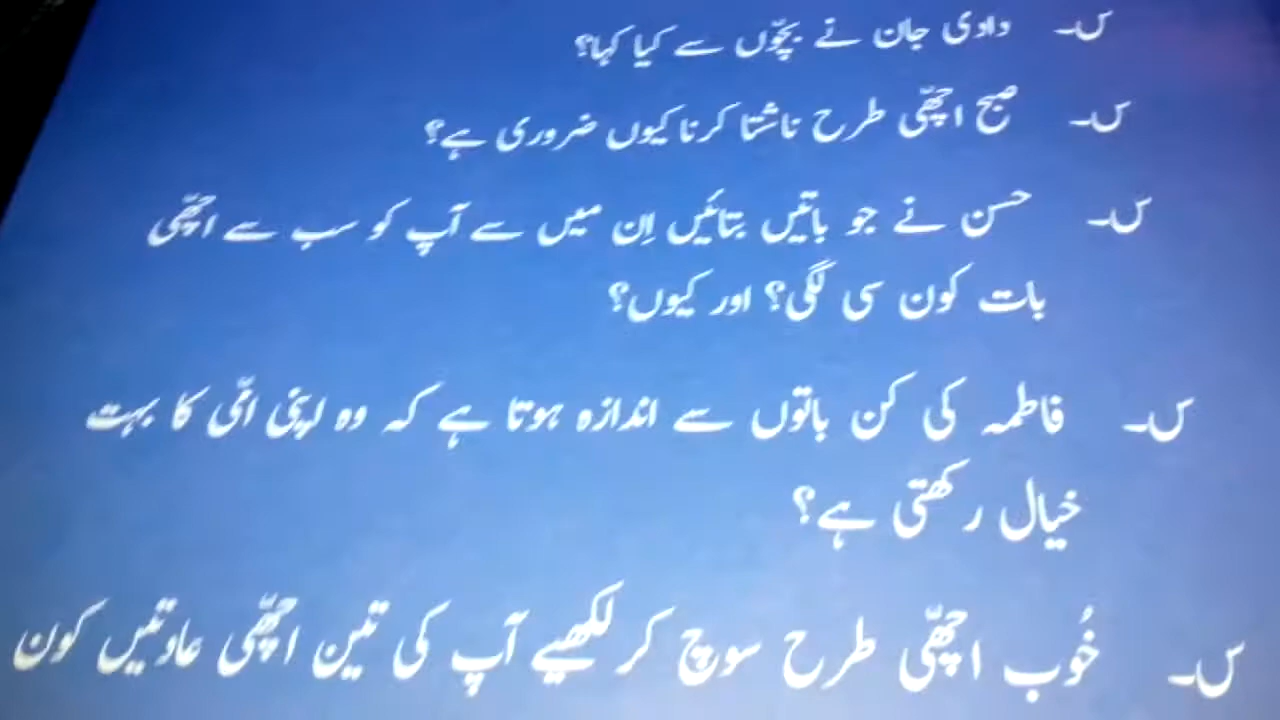 س۔ دادی جان نے بچّوں سے کیا کہا؟
س۔ صبح اچھّی طرح ناشتا کرنا کیوں ضروری ہے؟
س۔ حسن نے جو باتیں بتائیں اِن میں سے آپ کو سب سے اچھّی
بات کون سی لگی؟ اور کیوں؟
س۔ فاطمہ کی کن باتوں سے اندازہ ہوتا ہے کہ وہ اپنی امّی کا بہت
خیال رکھتی ہے؟
س۔ خُوب اچھّی طرح سوچ کر لکھیے آپ کی تین اچھّی عادتیں کون